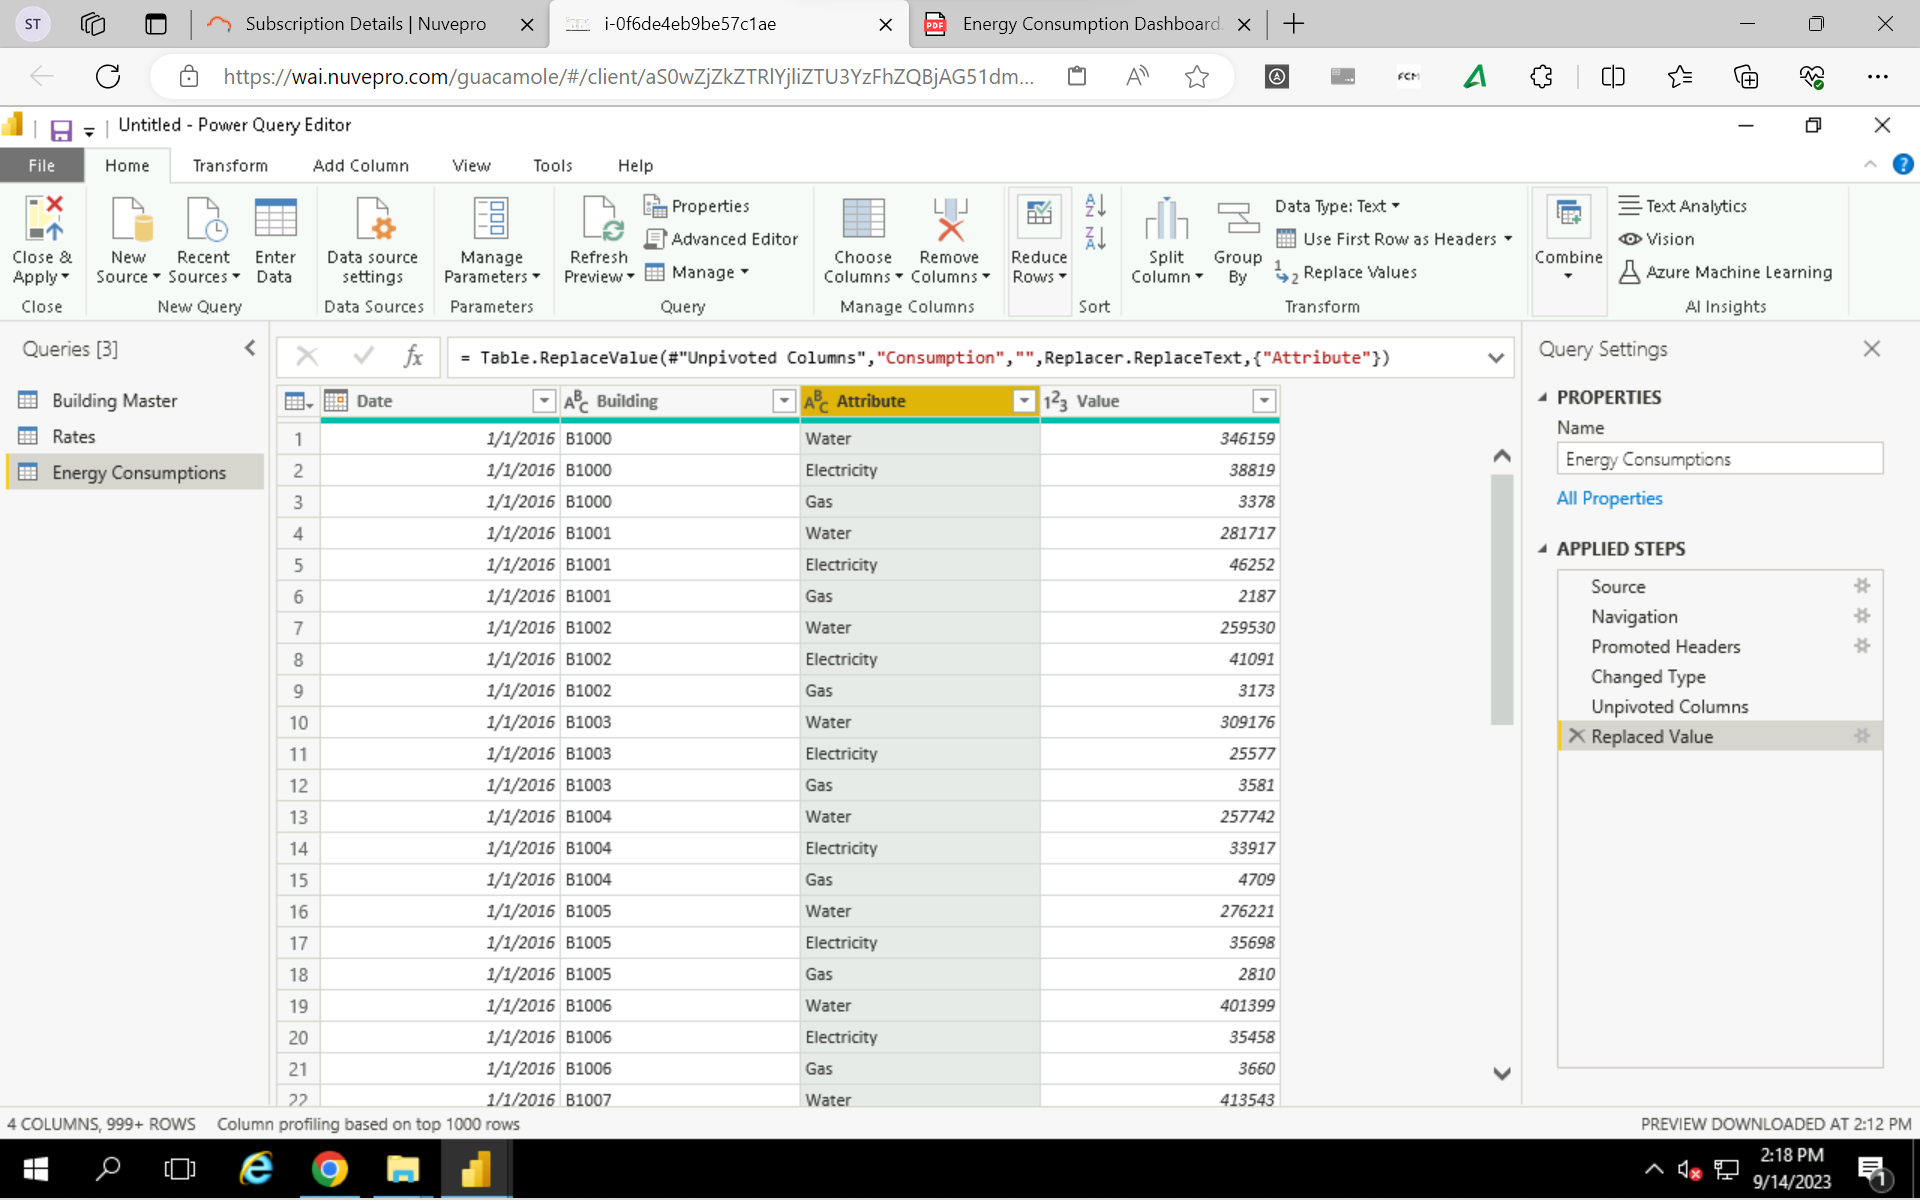 ST
Subscription Details | Nuvepro
i-0f6de4eb9be57c1ae
PDF
Energy Consumption Dashboard.
https://wai.nuvepro.com/guacamole/#/client/aS0wZjZkZTRlYjliZTU3YzFhZQBjAG51dm...
Untitled - Power Query Editor
File
Home
Transform
Add Column
View
Tools
Help
Close & Apply
Close
New Source
Recent Sources
Enter Data
New Query
Data source settings
Data Sources
Manage Parameters
Parameters
Refresh Preview
Properties
Advanced Editor
Manage
Query
Choose Columns
Remove Columns
Manage Columns
Reduce Rows
Sort
Split Column
Group By
Data Type: Text
Use First Row as Headers
Replace Values
Transform
Combine
Text Analytics
Vision
Azure Machine Learning
AI Insights
Queries [3]
Building Master
Rates
Energy Consumptions
fx
= Table.ReplaceValue(#"Unpivoted Columns","Consumption","",Replacer.ReplaceText,{"Attribute"})
Date ABC Building ABC Attribute 123 Value
1 1/1/2016 B1000 Water 346159
2 1/1/2016 B1000 Electricity 38819
3 1/1/2016 B1000 Gas 3378
4 1/1/2016 B1001 Water 281717
5 1/1/2016 B1001 Electricity 46252
6 1/1/2016 B1001 Gas 2187
7 1/1/2016 B1002 Water 259530
8 1/1/2016 B1002 Electricity 41091
9 1/1/2016 B1002 Gas 3173
10 1/1/2016 B1003 Water 309176
11 1/1/2016 B1003 Electricity 25577
12 1/1/2016 B1003 Gas 3581
13 1/1/2016 B1004 Water 257742
14 1/1/2016 B1004 Electricity 33917
15 1/1/2016 B1004 Gas 4709
16 1/1/2016 B1005 Water 276221
17 1/1/2016 B1005 Electricity 35698
18 1/1/2016 B1005 Gas 2810
19 1/1/2016 B1006 Water 401399
20 1/1/2016 B1006 Electricity 35458
21 1/1/2016 B1006 Gas 3660
22 1/1/2016 B1007 Water 413543
Query Settings
PROPERTIES
Name
Energy Consumptions
All Properties
APPLIED STEPS
Source
Navigation
Promoted Headers
Changed Type
Unpivoted Columns
Replaced Value
4 COLUMNS, 999+ ROWS
Column profiling based on top 1000 rows
PREVIEW DOWNLOADED AT 2:12 PM
2:18 PM
9/14/2023
1